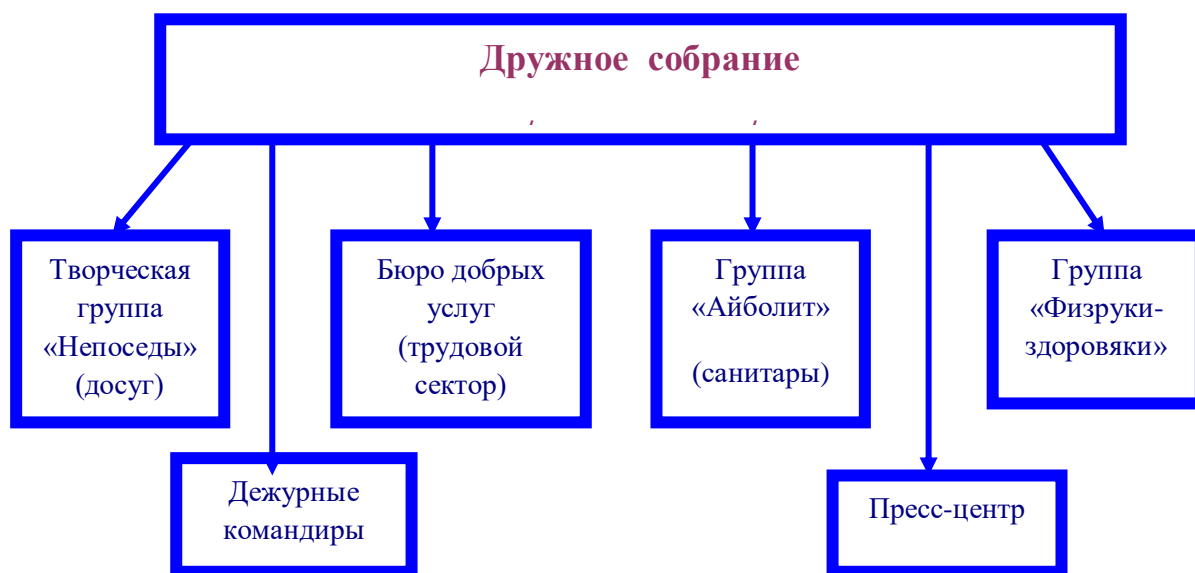 Дружное собрание
Творческая
группа
«Непоседы»
(досуг)
Бюро добрых
услуг
(трудовой
сектор)
Группа
«Айболит»
(санитары)
Группа
«Физруки-
здоровяки»
Дежурные
командиры
Пресс-центр